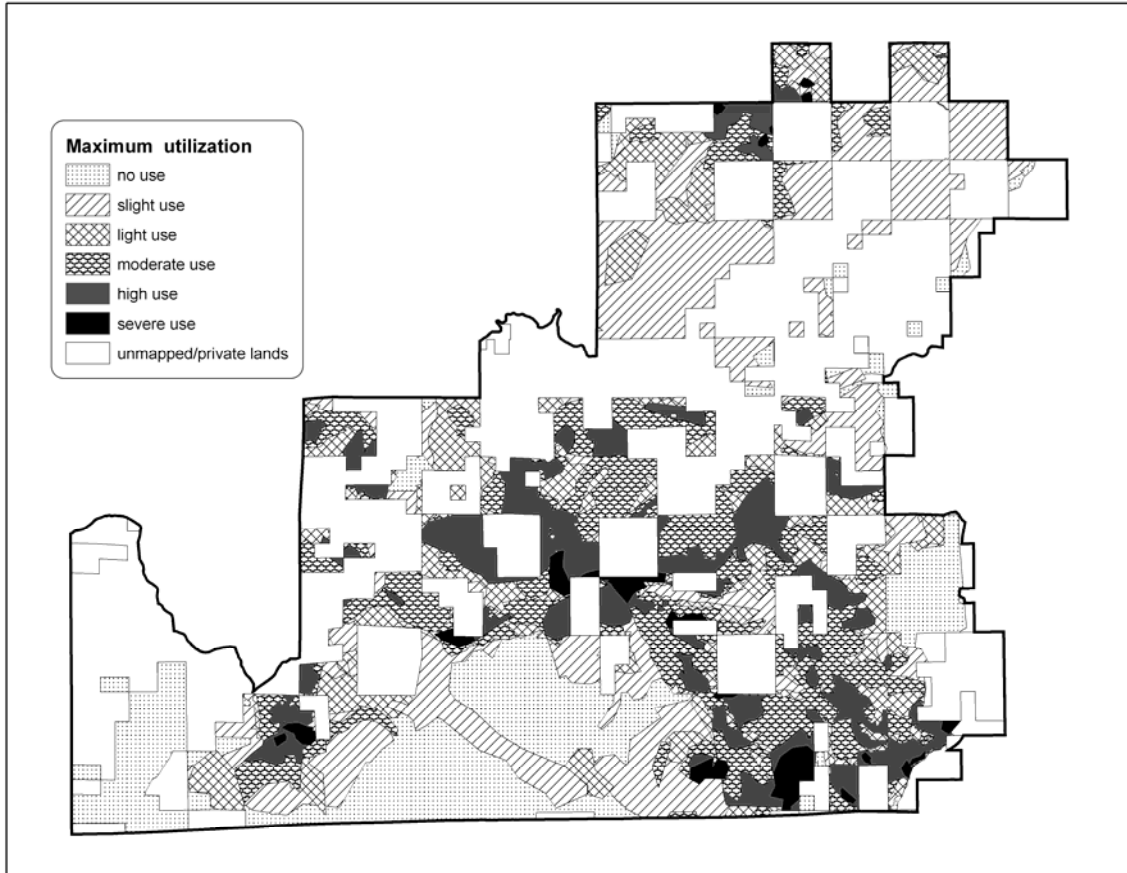 Maximum utilization
no use
slight use
light use
moderate use
high use
severe use
unmapped/private lands